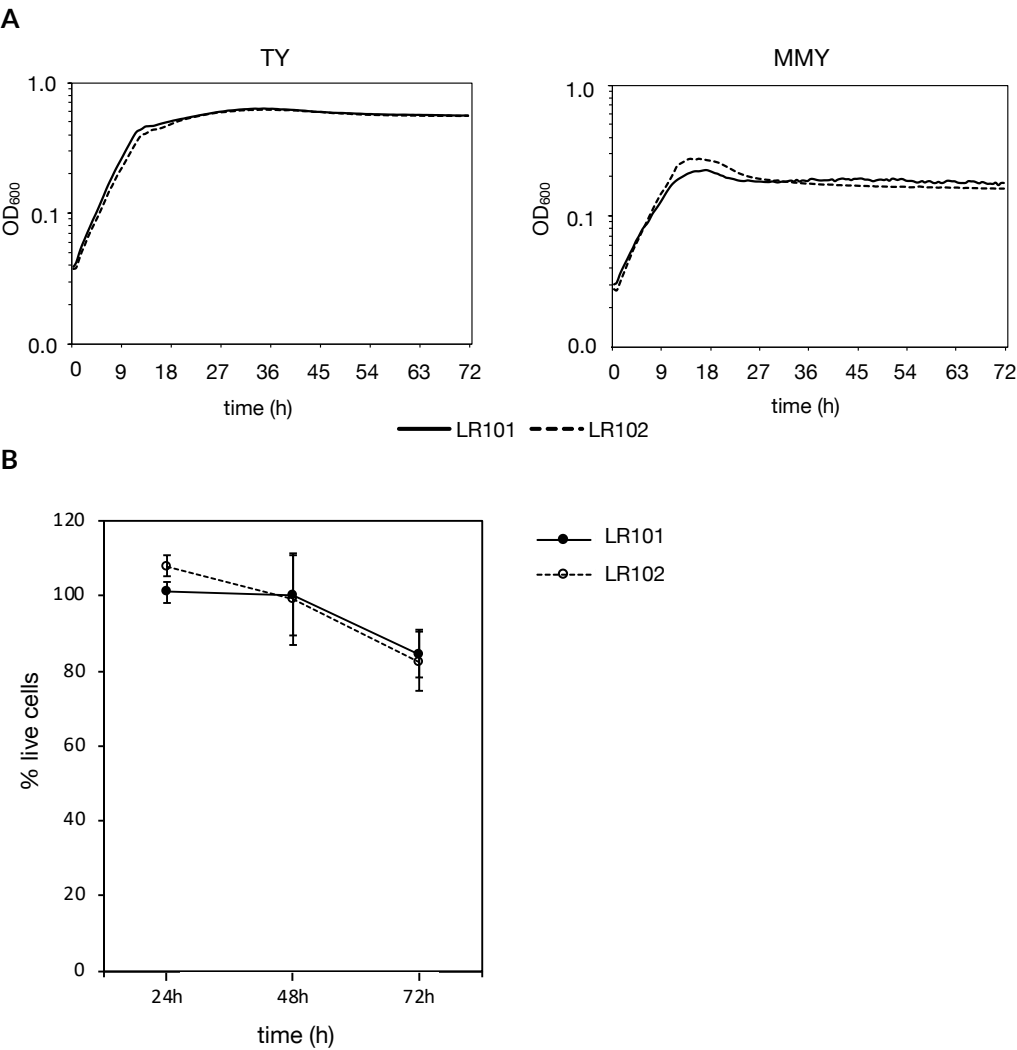 A
TY
MMY
1.0
0.1
0.0
OD600
0 9 18 27 36 45 54 63 72
time (h)
1.0
0.1
0.0
OD600
0 9 18 27 36 45 54 63 72
time (h)
LR101 LR102
B
120
100
80
60
40
20
0
% live cells
24h 48h 72h
time (h)
LR101
LR102